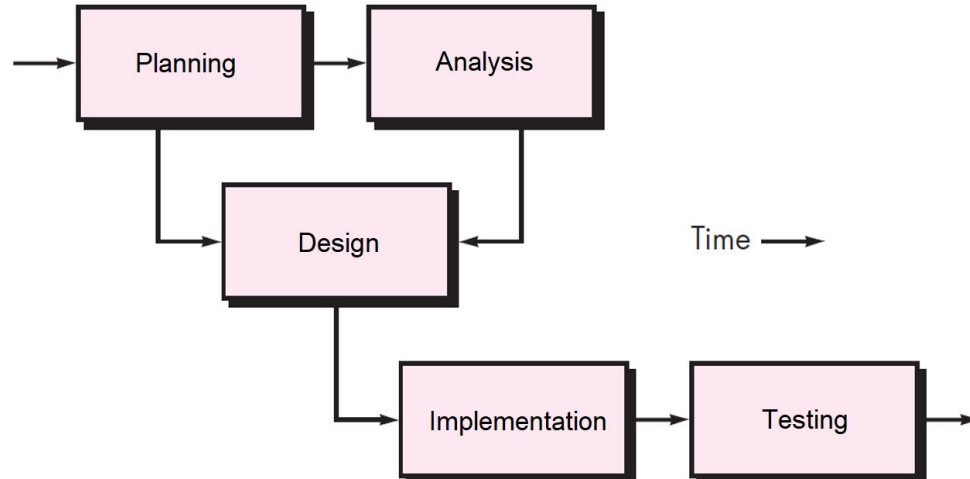 Planning
Analysis
Design
Time
Implementation
Testing